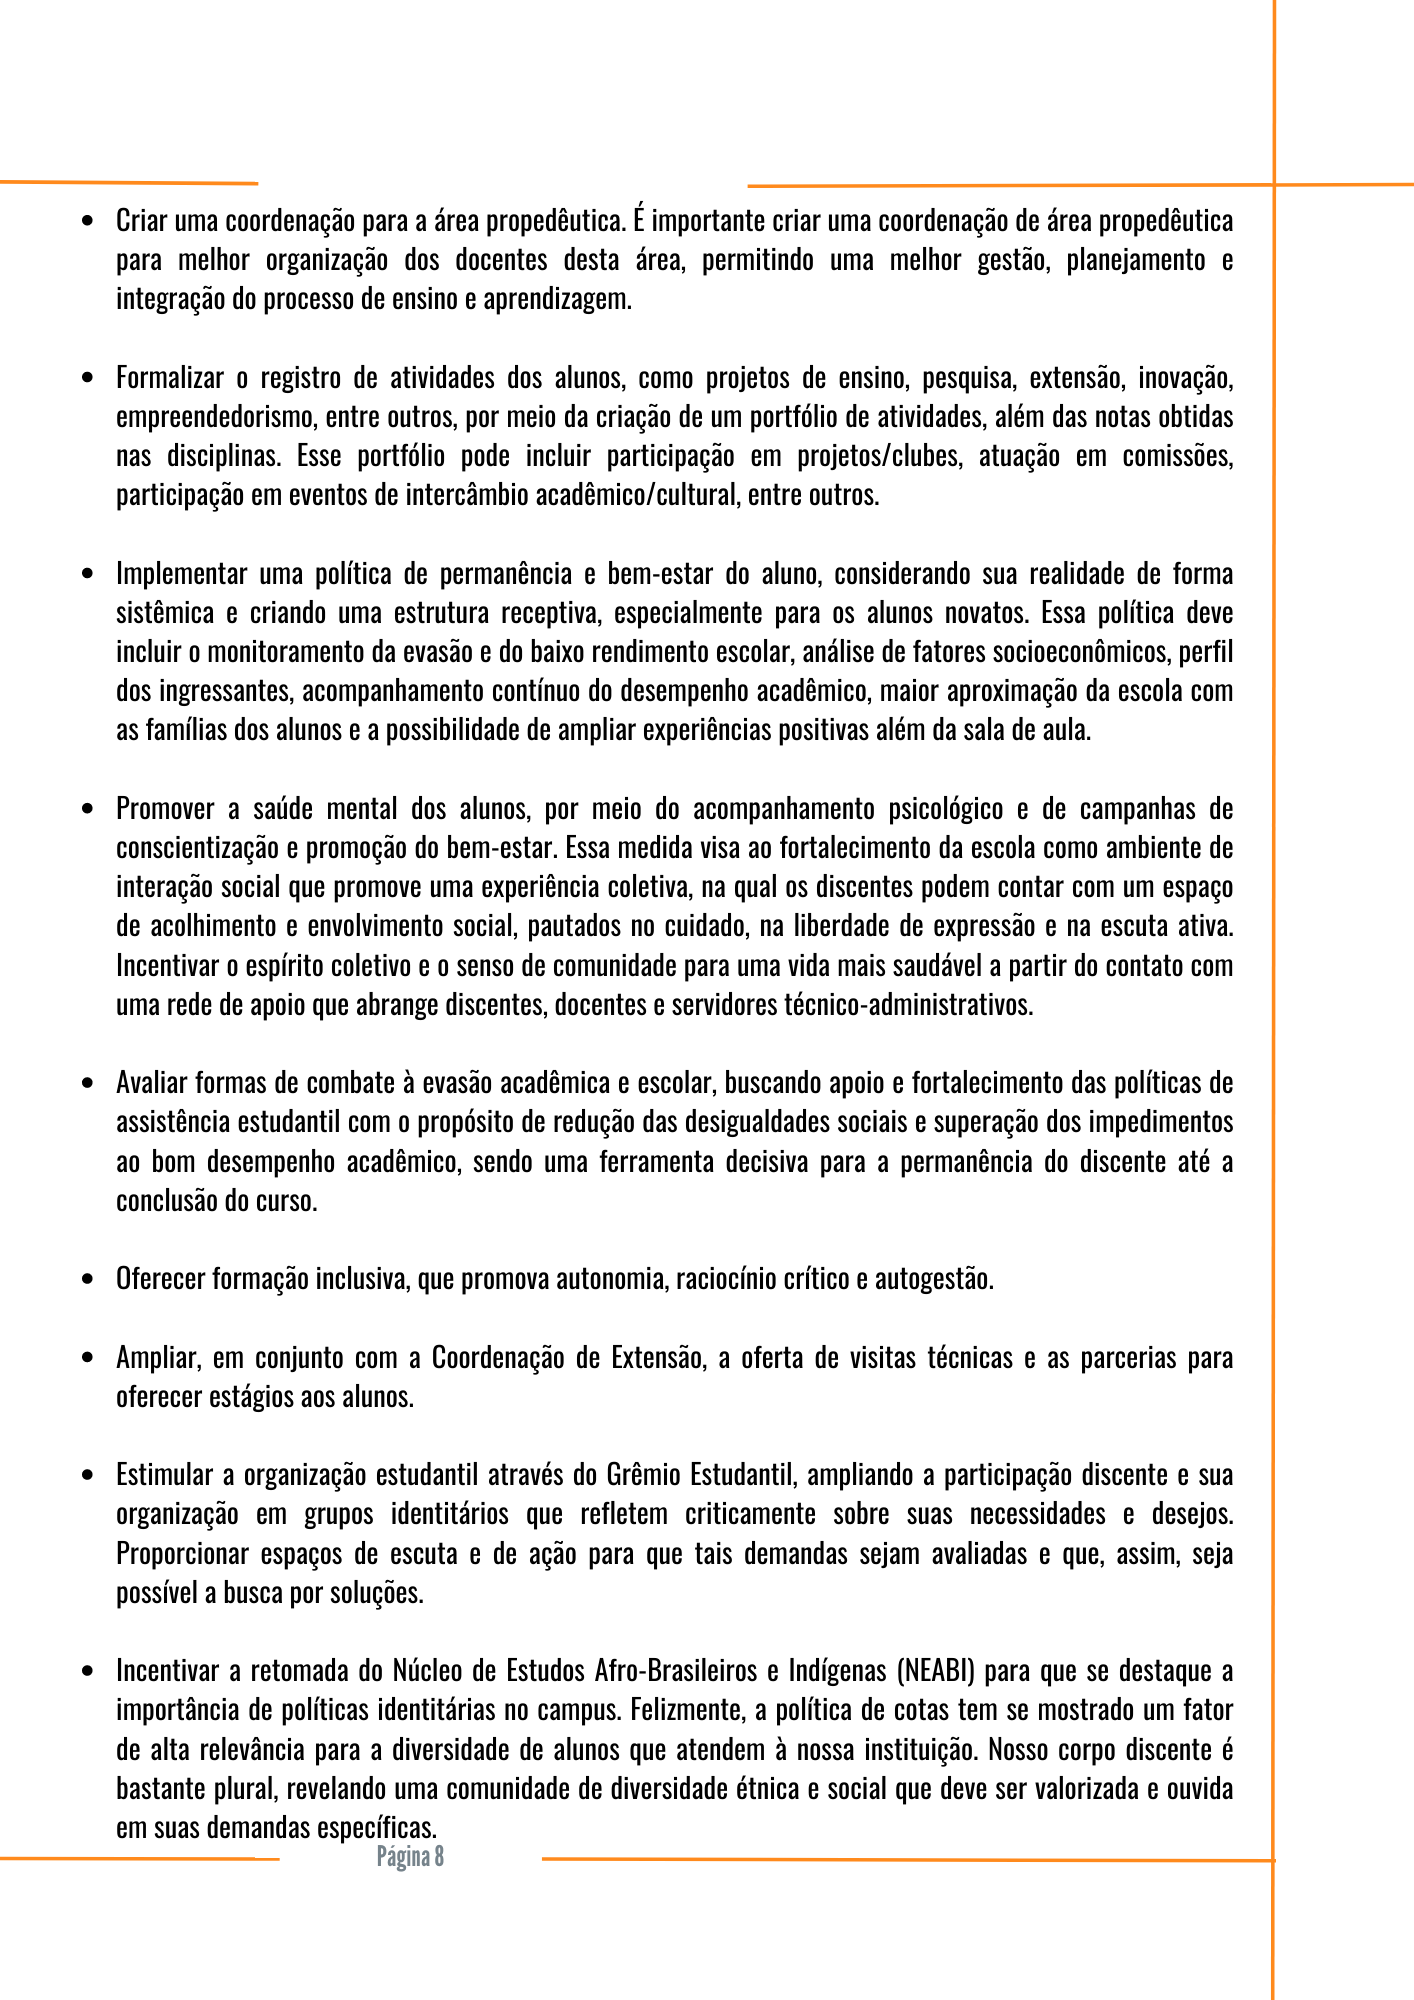 • Criar uma coordenação para a área propedêutica. É importante criar uma coordenação de área propedêutica
para melhor organização dos docentes desta área, permitindo uma melhor gestão, planejamento e
integração do processo de ensino e aprendizagem.
• Formalizar o registro de atividades dos alunos, como projetos de ensino, pesquisa, extensão, inovação,
empreendedorismo, entre outros, por meio da criação de um portfólio de atividades, além das notas obtidas
nas disciplinas. Esse portfólio pode incluir participação em projetos/clubes, atuação em comissões,
participação em eventos de intercâmbio acadêmico/cultural, entre outros.
• Implementar uma política de permanência e bem-estar do aluno, considerando sua realidade de forma
sistêmica e criando uma estrutura receptiva, especialmente para os alunos novatos. Essa política deve
incluir o monitoramento da evasão e do baixo rendimento escolar, análise de fatores socioeconômicos, perfil
dos ingressantes, acompanhamento contínuo do desempenho acadêmico, maior aproximação da escola com
as famílias dos alunos e a possibilidade de ampliar experiências positivas além da sala de aula.
• Promover a saúde mental dos alunos, por meio do acompanhamento psicológico e de campanhas de
conscientização e promoção do bem-estar. Essa medida visa ao fortalecimento da escola como ambiente de
interação social que promove uma experiência coletiva, na qual os discentes podem contar com um espaço
de acolhimento e envolvimento social, pautados no cuidado, na liberdade de expressão e na escuta ativa.
Incentivar o espírito coletivo e o senso de comunidade para uma vida mais saudável a partir do contato com
uma rede de apoio que abrange discentes, docentes e servidores técnico-administrativos.
• Avaliar formas de combate à evasão acadêmica e escolar, buscando apoio e fortalecimento das políticas de
assistência estudantil com o propósito de redução das desigualdades sociais e superação dos impedimentos
ao bom desempenho acadêmico, sendo uma ferramenta decisiva para a permanência do discente até a
conclusão do curso.
• Oferecer formação inclusiva, que promova autonomia, raciocínio crítico e autogestão.
• Ampliar, em conjunto com a Coordenação de Extensão, a oferta de visitas técnicas e as parcerias para
oferecer estágios aos alunos.
• Estimular a organização estudantil através do Grêmio Estudantil, ampliando a participação discente e sua
organização em grupos identitários que refletem criticamente sobre suas necessidades e desejos.
Proporcionar espaços de escuta e de ação para que tais demandas sejam avaliadas e que, assim, seja
possível a busca por soluções.
• Incentivar a retomada do Núcleo de Estudos Afro-Brasileiros e Indígenas (NEABI) para que se destaque a
importância de políticas identitárias no campus. Felizmente, a política de cotas tem se mostrado um fator
de alta relevância para a diversidade de alunos que atendem à nossa instituição. Nosso corpo discente é
bastante plural, revelando uma comunidade de diversidade étnica e social que deve ser valorizada e ouvida
em suas demandas específicas.
Página 8